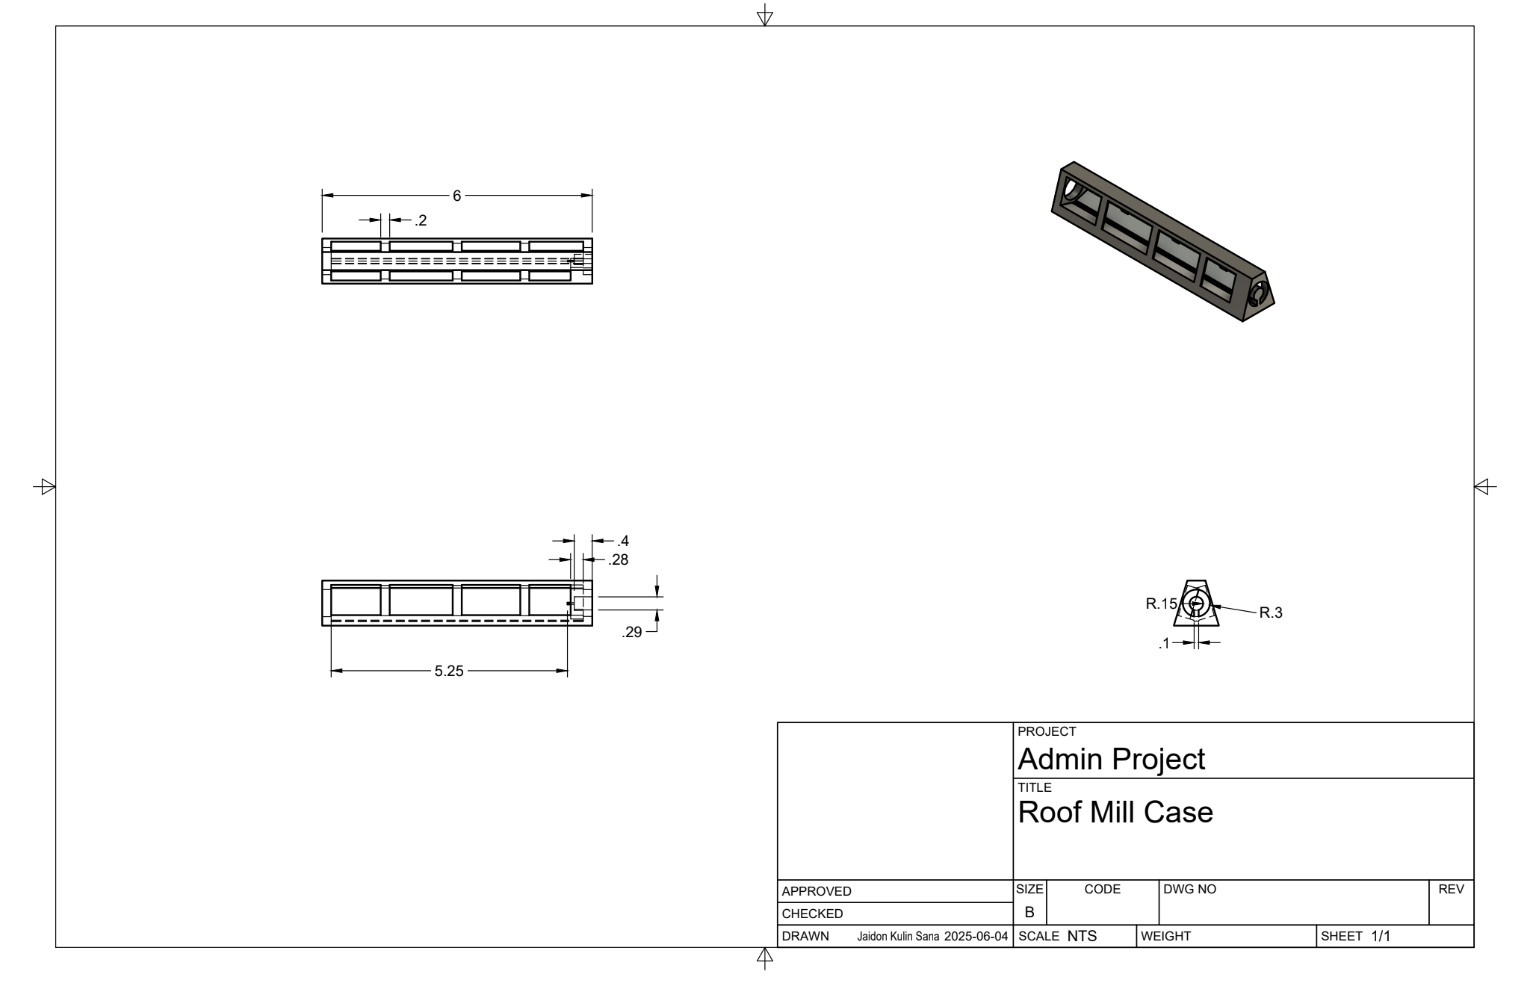 6
.2
.4
.28
.29
5.25
R.15
R.3
.1
PROJECT
Admin Project
TITLE
Roof Mill Case
APPROVED
CHECKED
DRAWN Jaidon Kulin Sana 2025-06-04
SIZE CODE DWG NO REV
B
SCALE NTS WEIGHT SHEET 1/1